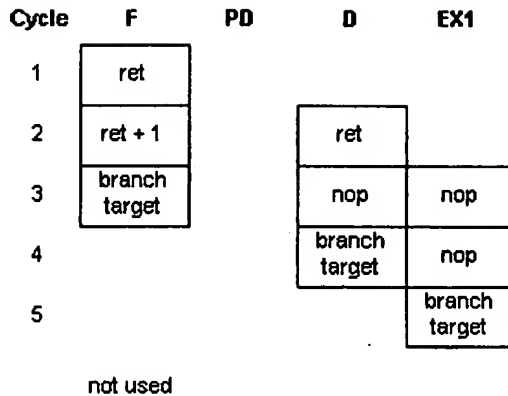 Cycle F PD D EX1
1 ret
2 ret + 1 ret
3 branch target nop nop
4 branch target nop
5 branch target
not used